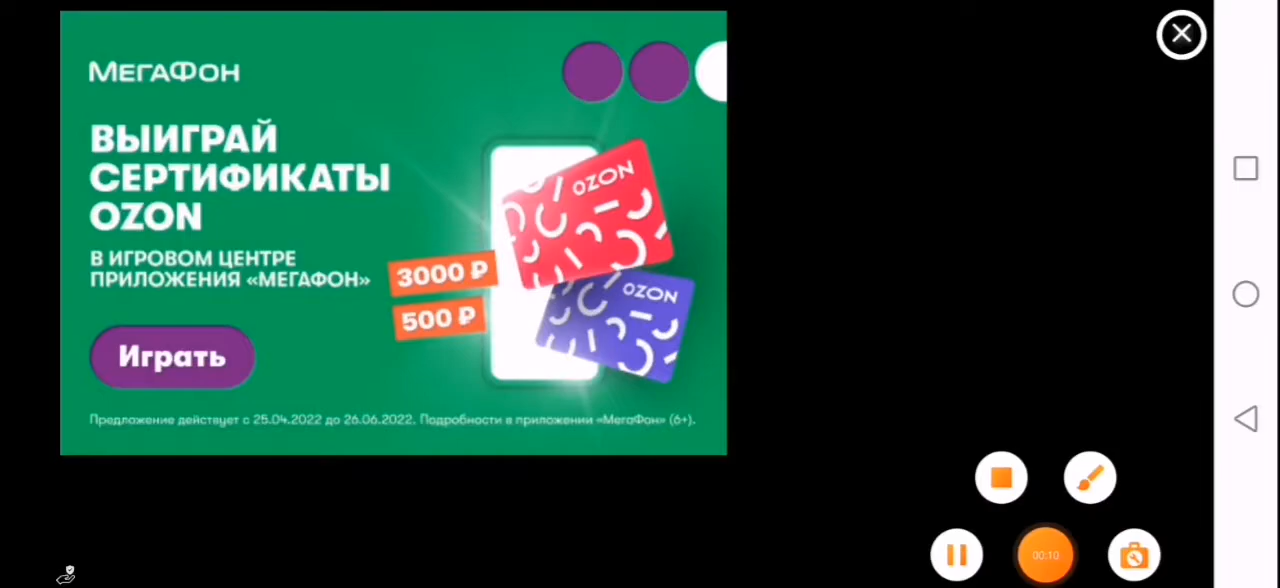 МЕГАФОН
ВЫИГРАЙ
СЕРТИФИКАТЫ
OZON
В ИГРОВОМ ЦЕНТРЕ
ПРИЛОЖЕНИЯ «МЕГАФОН»
3000 ₽
500 ₽
OZON
OZON
Играть
Предложение действует с 25.04.2022 до 26.06.2022. Подробности в приложении «МегаФон» (6+).
00:10